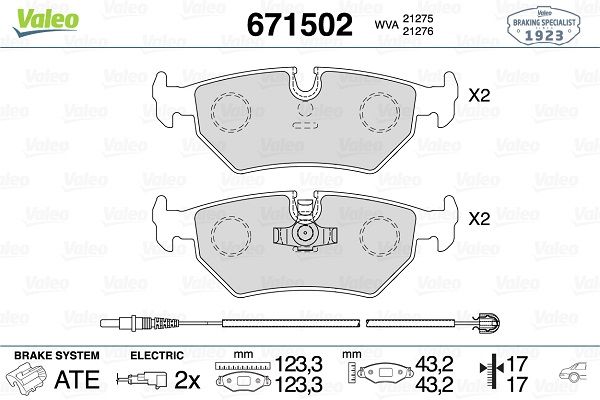 Valeo
671502
WVA 21275
21276
Valeo
BRAKING SPECIALIST
SINCE
1923
X2
X2
BRAKE SYSTEM
ATE
ELECTRIC
2x
mm
123,3
123,3
mm
43,2
43,2
17
17